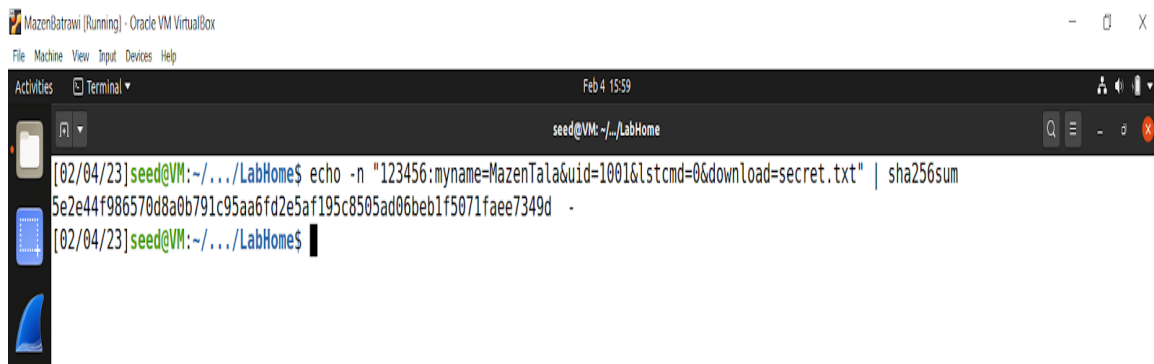 MazenBatrawi [Running] - Oracle VM VirtualBox
File Machine View Input Devices Help
Activities Terminal Feb 4 15:59
seed@VM: ~/.../LabHome
[02/04/23]seed@VM:~/.../LabHome$ echo -n "123456:myname=MazenTala&uid=1001&lstcmd=0&download=secret.txt" | sha256sum
5e2e44f986570d8a0b791c95aa6fd2e5af195c8505ad06beb1f5071faee7349d -
[02/04/23]seed@VM:~/.../LabHome$